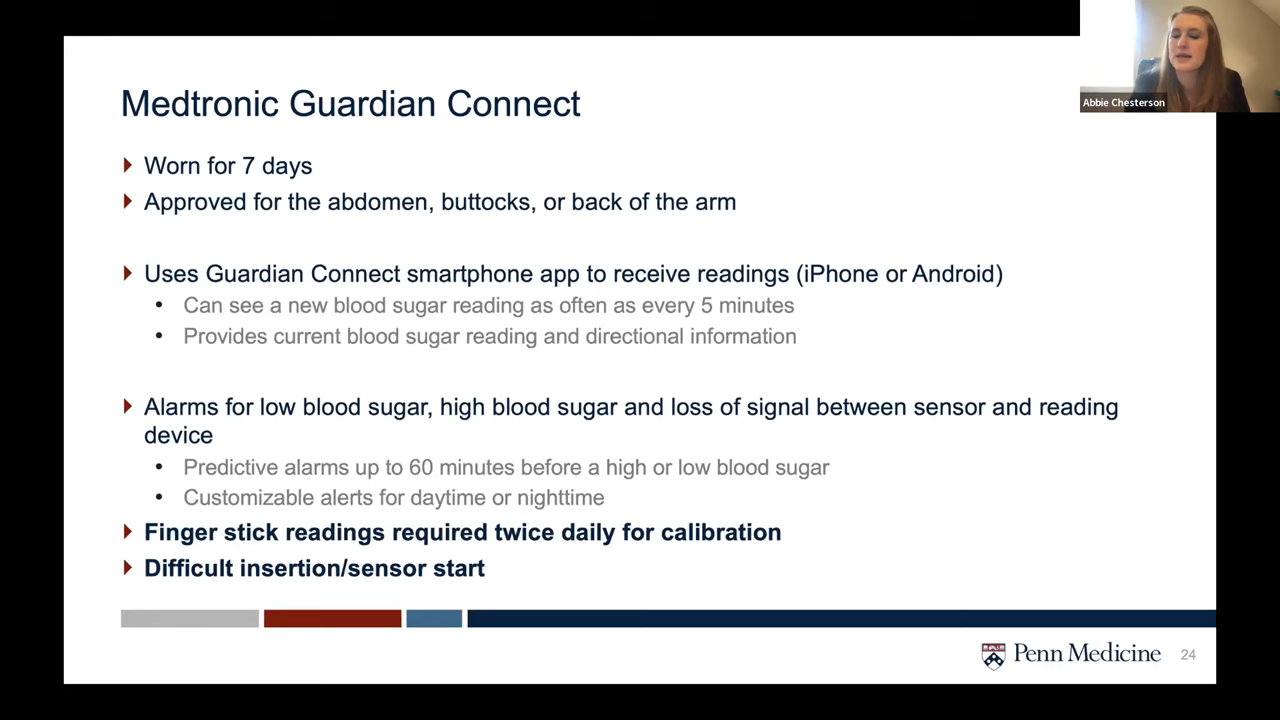 Abbie Chesterson
Medtronic Guardian Connect
Worn for 7 days
Approved for the abdomen, buttocks, or back of the arm
Uses Guardian Connect smartphone app to receive readings (iPhone or Android)
• Can see a new blood sugar reading as often as every 5 minutes
• Provides current blood sugar reading and directional information
Alarms for low blood sugar, high blood sugar and loss of signal between sensor and reading
device
• Predictive alarms up to 60 minutes before a high or low blood sugar
• Customizable alerts for daytime or nighttime
Finger stick readings required twice daily for calibration
Difficult insertion/sensor start
Penn Medicine
24